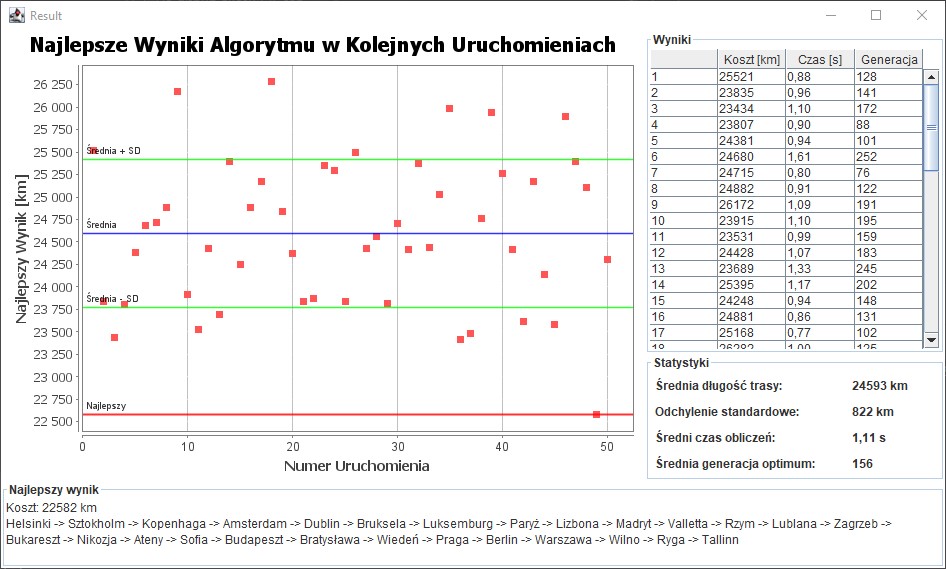 Result
Najlepsze Wyniki Algorytmu w Kolejnych Uruchomieniach
Najlepszy Wynik [km]
26 250
26 000
25 750
25 500
25 250
25 000
24 750
24 500
24 250
24 000
23 750
23 500
23 250
23 000
22 750
22 500
Średnia + SD
Średnia
Średnia - SD
Najlepszy
0 10 20 30 40 50
Numer Uruchomienia
Wyniki
Koszt [km] Czas [s] Generacja
1 25521 0,88 128
2 23835 0,96 141
3 23434 1,10 172
4 23807 0,90 88
5 24381 0,94 101
6 24680 1,61 252
7 24715 0,80 76
8 24882 0,91 122
9 26172 1,09 191
10 23915 1,10 195
11 23531 0,99 159
12 24428 1,07 183
13 23689 1,33 245
14 25395 1,17 202
15 24248 0,94 148
16 24881 0,86 131
17 25168 0,77 102
18 26282 1,00 125
Statystyki
Średnia długość trasy: 24593 km
Odchylenie standardowe: 822 km
Średni czas obliczeń: 1,11 s
Średnia generacja optimum: 156
Najlepszy wynik
Koszt: 22582 km
Helsinki -> Sztokholm -> Kopenhaga -> Amsterdam -> Dublin -> Bruksela -> Luksemburg -> Paryż -> Lizbona -> Madryt -> Valletta -> Rzym -> Lublana -> Zagrzeb ->
Bukareszt -> Nikozja -> Ateny -> Sofia -> Budapeszt -> Bratysława -> Wiedeń -> Praga -> Berlin -> Warszawa -> Wilno -> Ryga -> Tallinn